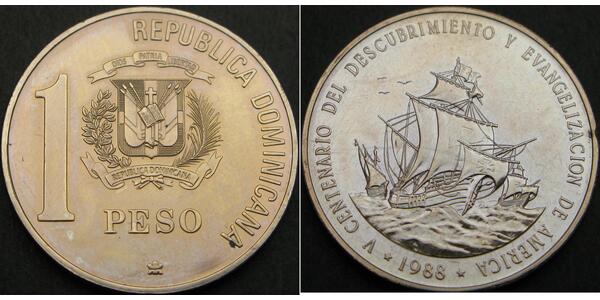 REPUBLICA DOMINICANA
DIOS PATRIA LIBERTAD
REPUBLICA DOMINICANA
1
PESO
V CENTENARIO DEL DESCUBRIMIENTO Y EVANGELIZACION DE AMERICA
* 1988 *